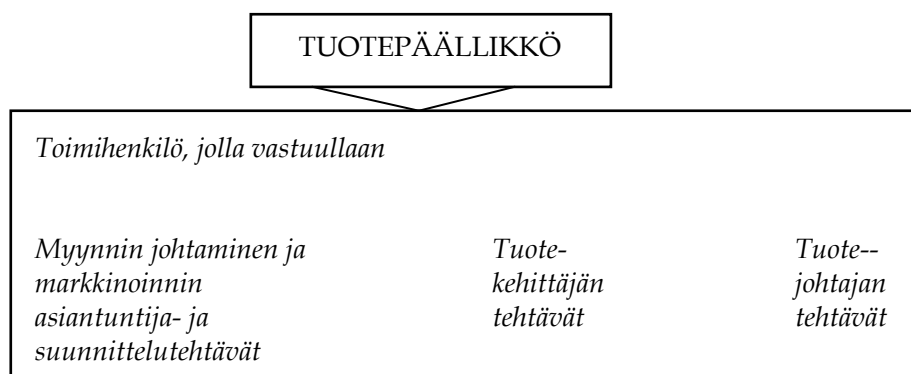 TUOTEPÄÄLLIKKÖ
Toimihenkilö, jolla vastuullaan
Myynnin johtaminen ja
markkinoinnin
asiantuntija- ja
suunnittelutehtävät
Tuote-
kehittäjän
tehtävät
Tuote--
johtajan
tehtävät